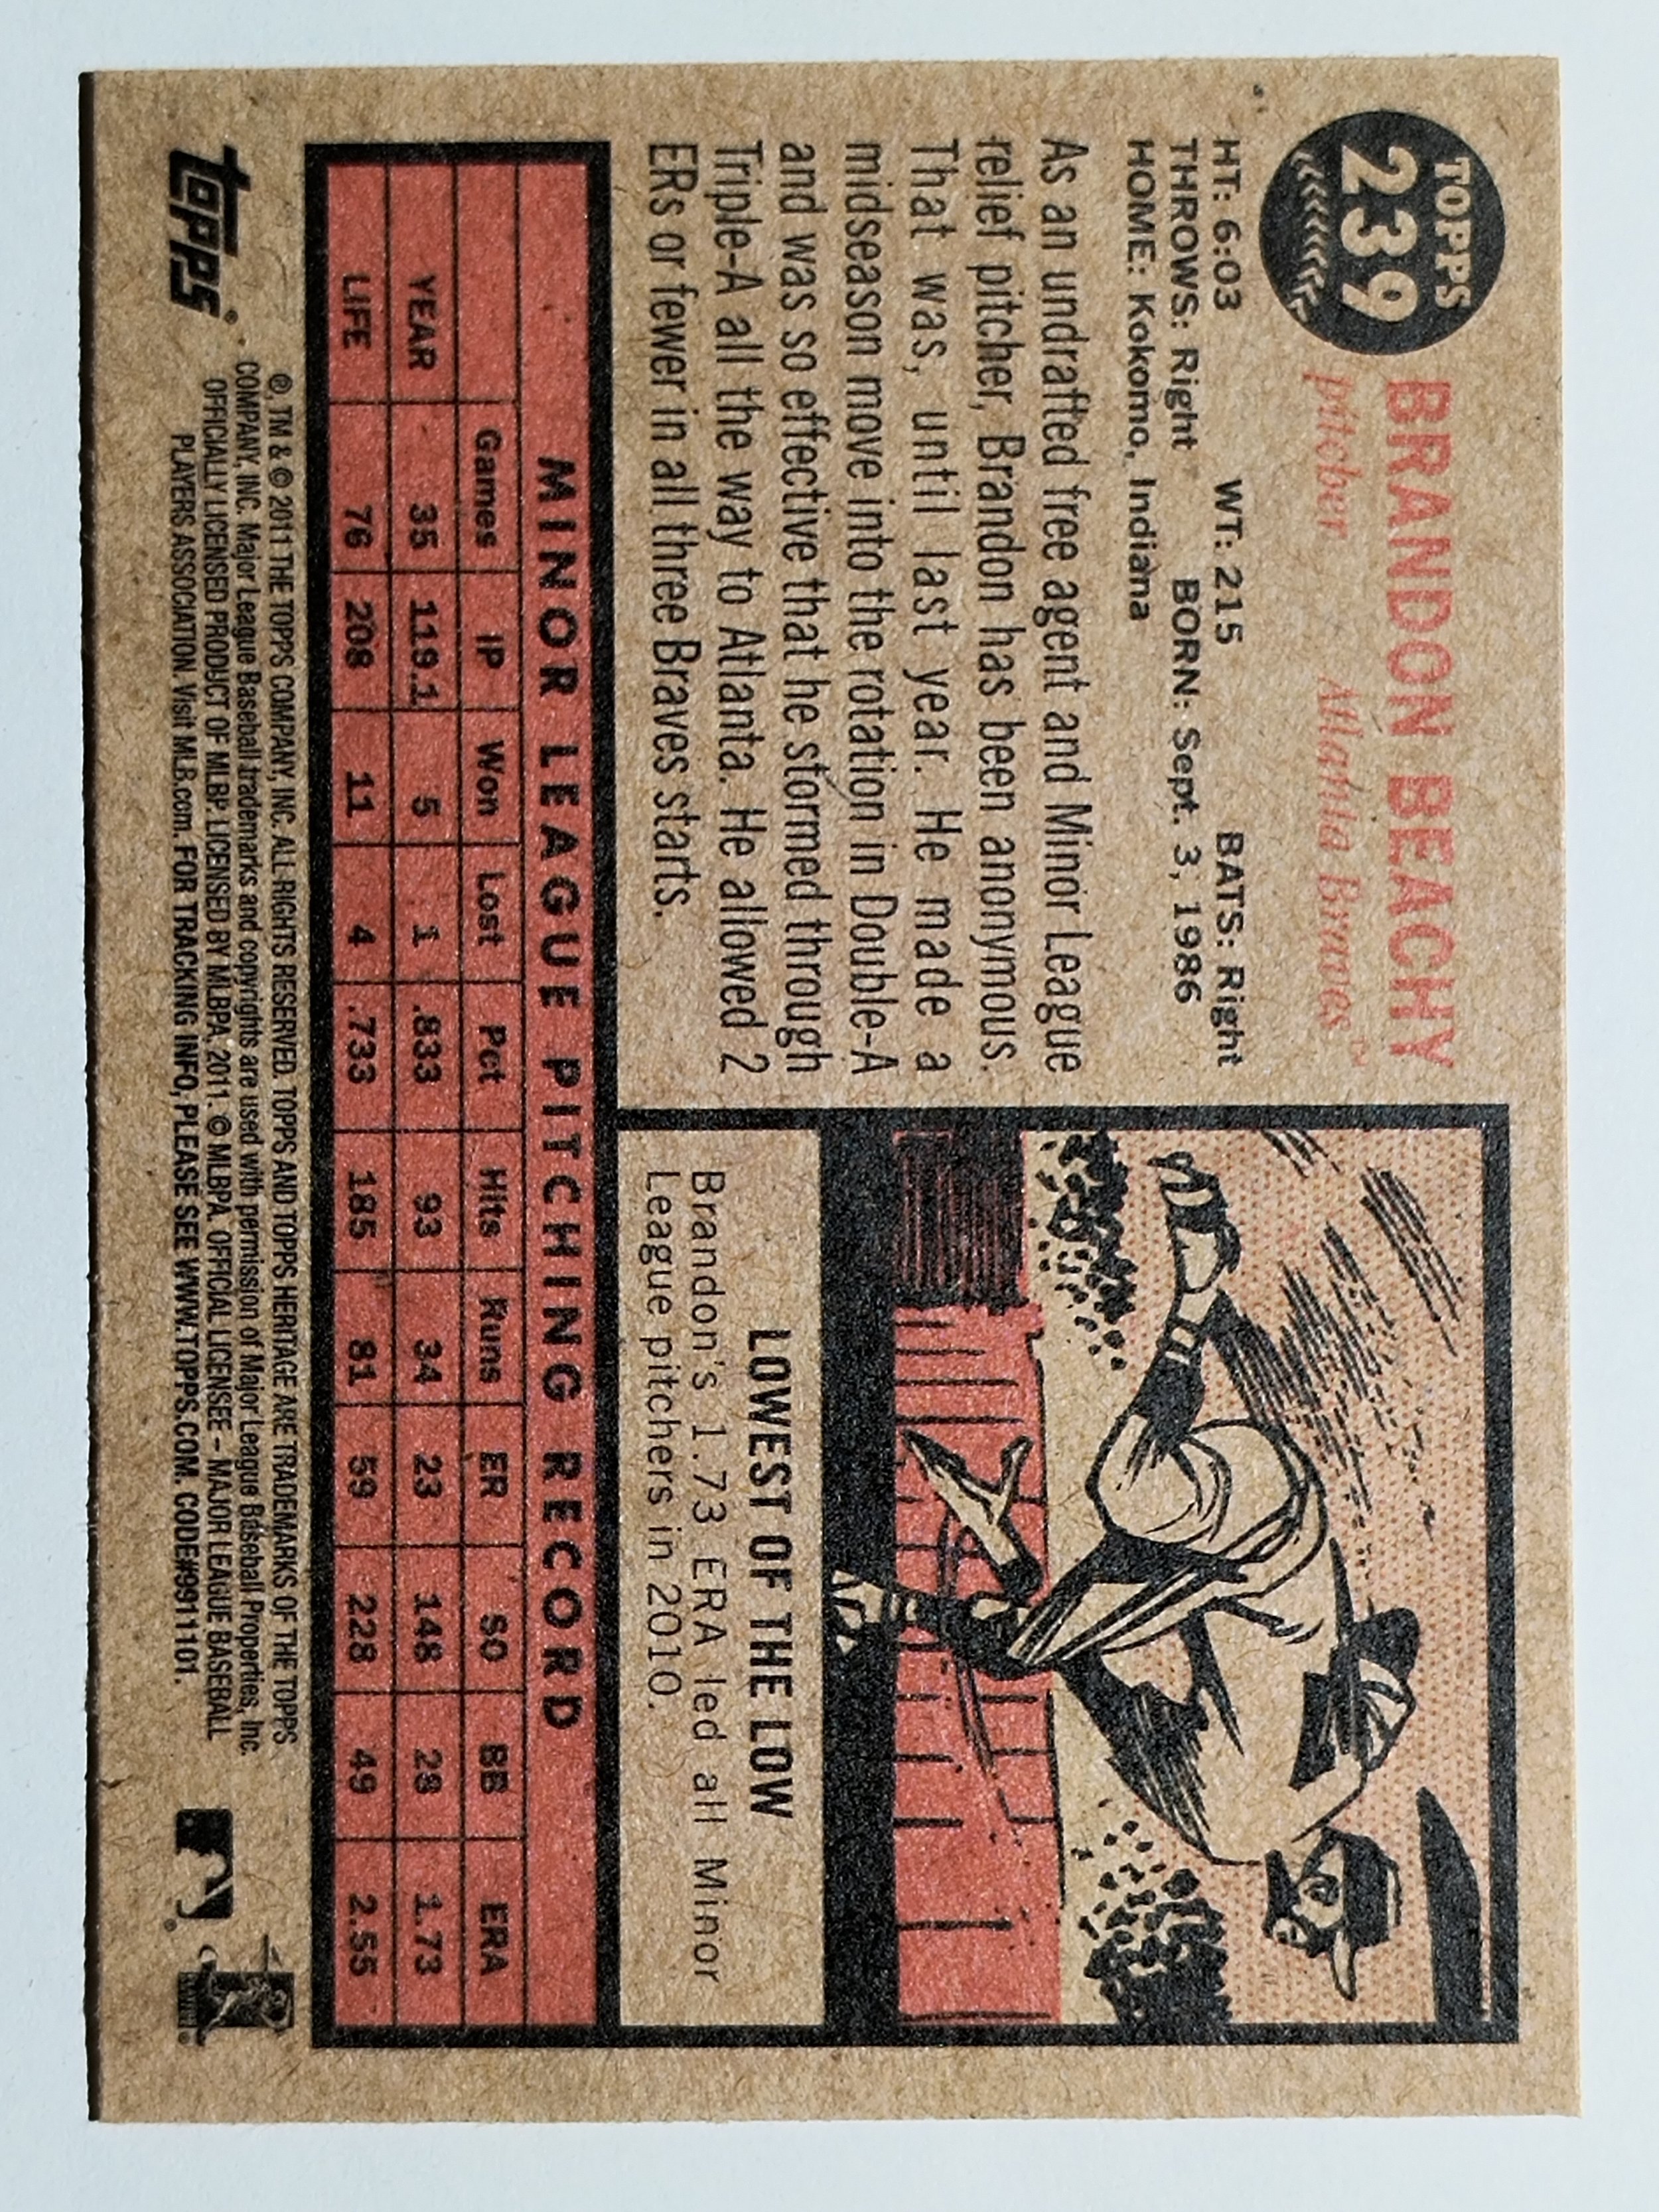 TOPPS
239
BRANDON BEACHY
pitcher Atlanta Braves™
HT: 6:03 WT: 215 BATS: Right
THROWS: Right BORN: Sept. 3, 1986
HOME: Kokomo, Indiana
As an undrafted free agent and Minor League
relief pitcher, Brandon has been anonymous.
That was, until last year. He made a
midseason move into the rotation in Double-A
and was so effective that he stormed through
Triple-A all the way to Atlanta. He allowed 2
ERs or fewer in all three Braves starts.
LOWEST OF THE LOW
Brandon's 1.73 ERA led all Minor
League pitchers in 2010.
MINOR LEAGUE PITCHING RECORD
Games IP Won Lost Pct Hits Runs ER SO BB ERA
YEAR 35 119.1 5 1 .833 93 34 23 148 28 1.73
LIFE 76 208 11 4 .733 185 81 59 228 49 2.55
topps®
®, TM & © 2011 THE TOPPS COMPANY, INC. ALL RIGHTS RESERVED. TOPPS AND TOPPS HERITAGE ARE TRADEMARKS OF THE TOPPS
COMPANY, INC. Major League Baseball trademarks and copyrights are used with permission of Major League Baseball Properties, Inc.
OFFICIALLY LICENSED PRODUCT OF MLBP. LICENSED BY MLBPA, 2011. © MLBPA. OFFICIAL LICENSEE – MAJOR LEAGUE BASEBALL
PLAYERS ASSOCIATION. Visit MLB.com. FOR TRACKING INFO, PLEASE SEE WWW.TOPPS.COM. CODE#9911101.